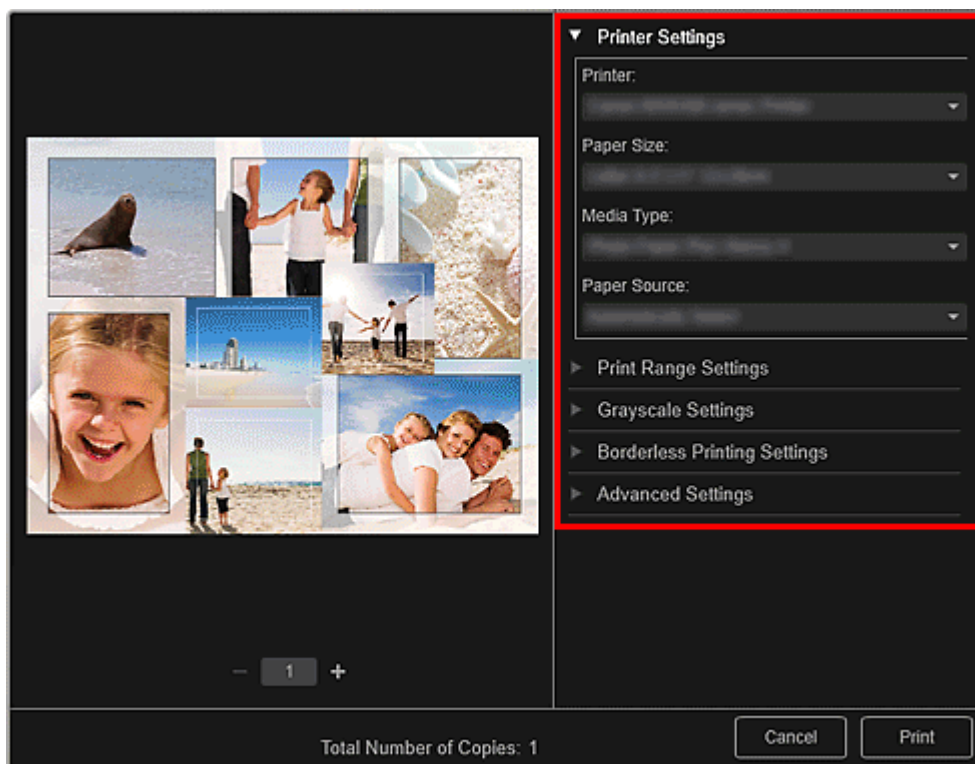 Printer Settings
Printer:
Paper Size:
Media Type:
Paper Source:
Print Range Settings
Grayscale Settings
Borderless Printing Settings
Advanced Settings
1
Total Number of Copies: 1
Cancel
Print